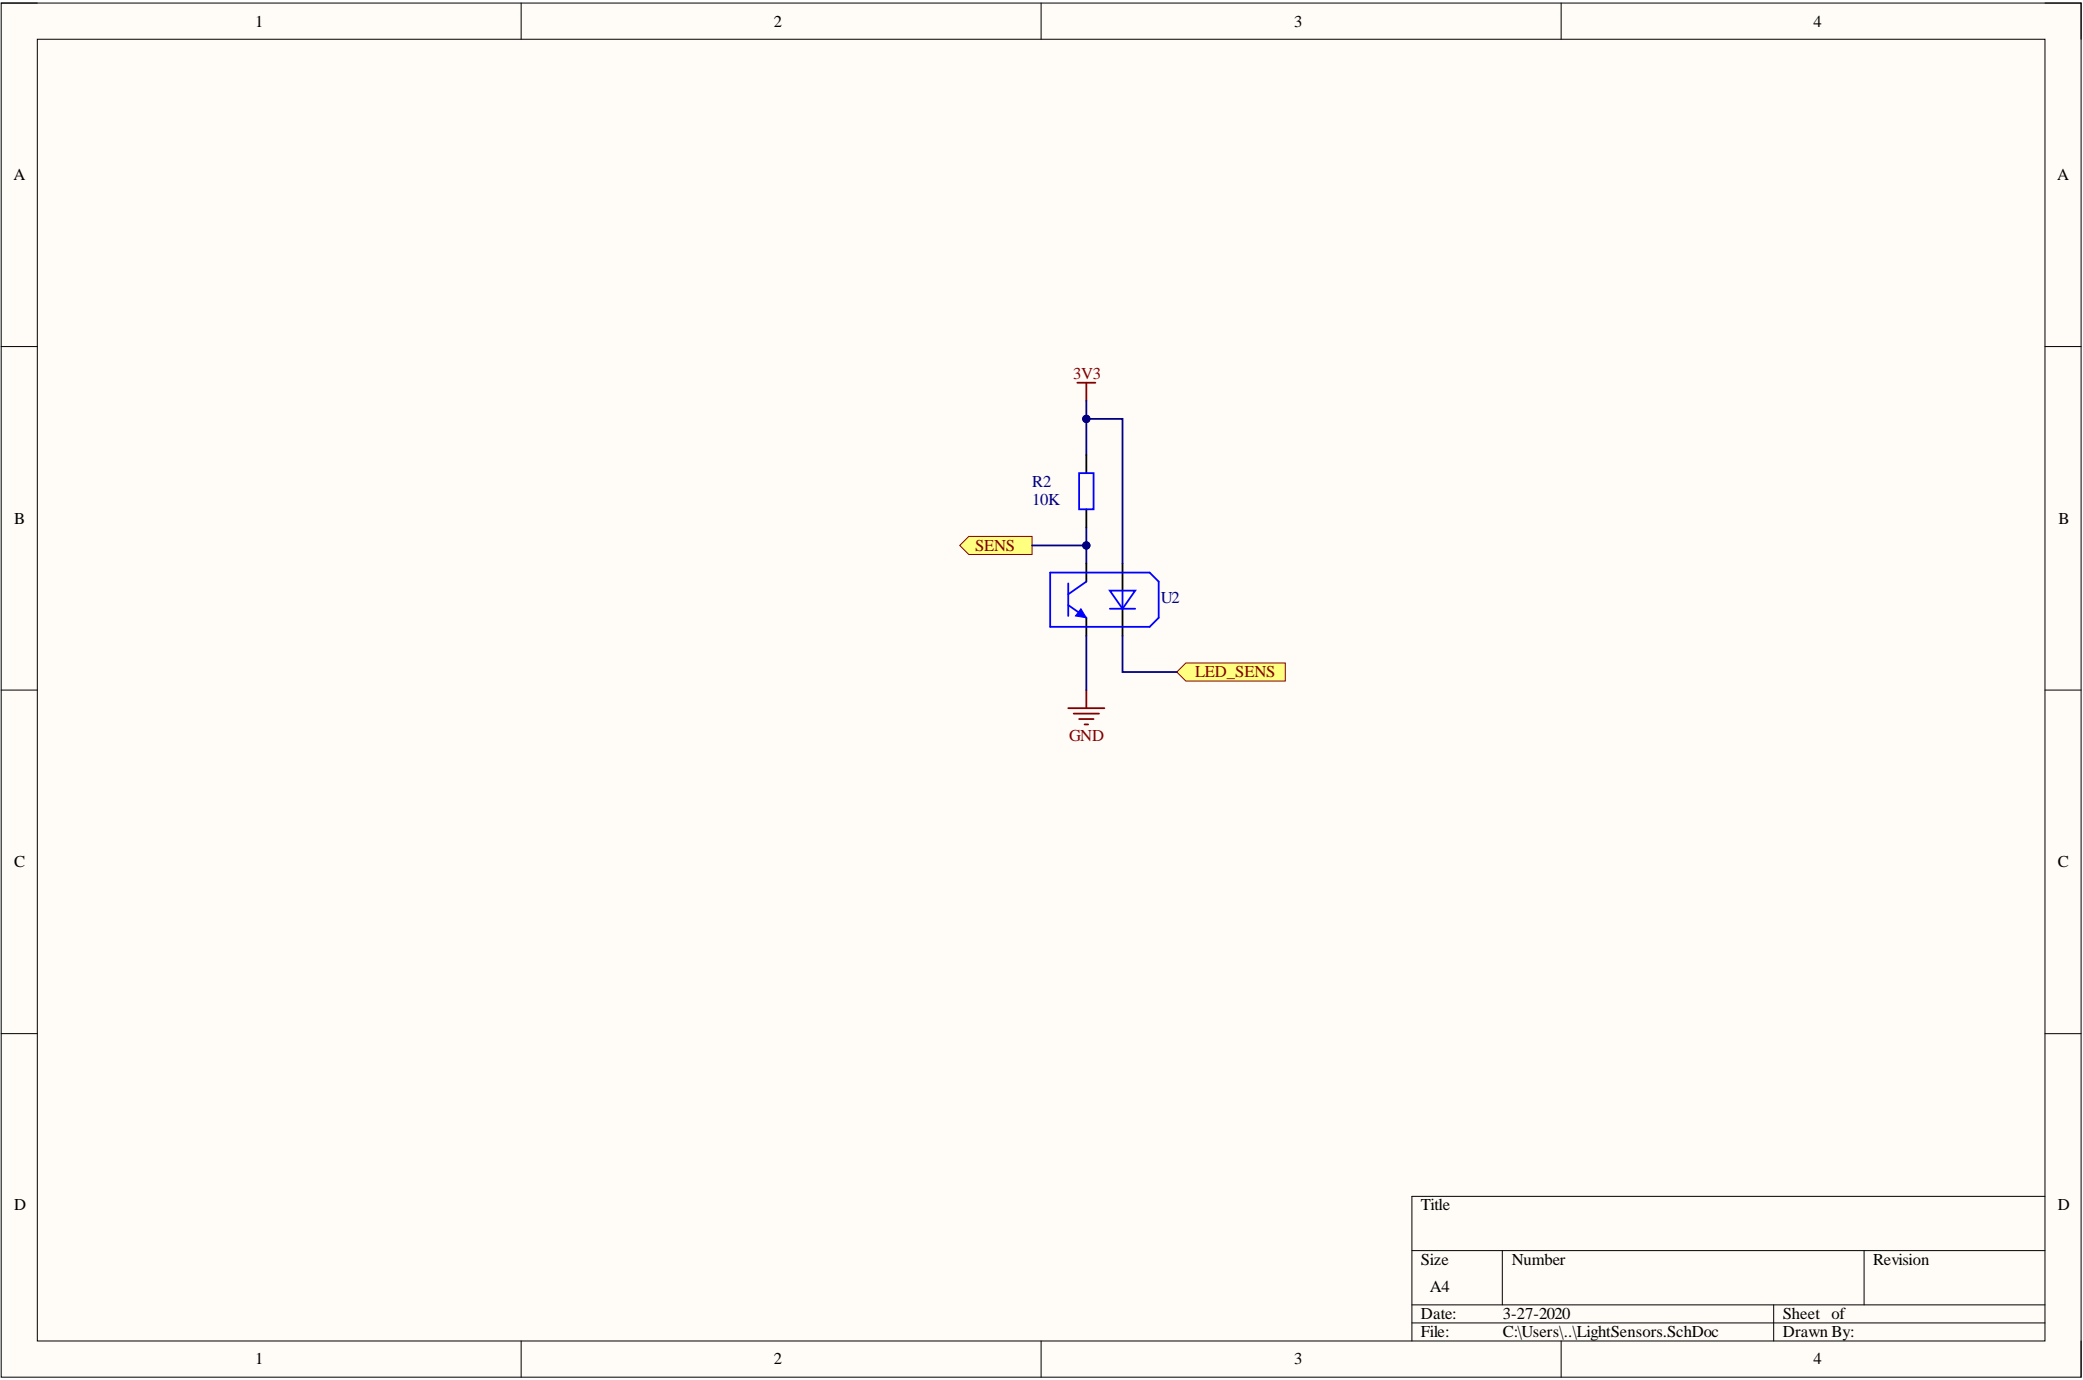 1 2 3 4
A A
3V3
R2
10K
B B
SENS
U2
LED_SENS
GND
C C
D D
Title
Size Number Revision
A4
Date: 3-27-2020 Sheet of
File: C:\Users\..\LightSensors.SchDoc Drawn By:
1 2 3 4